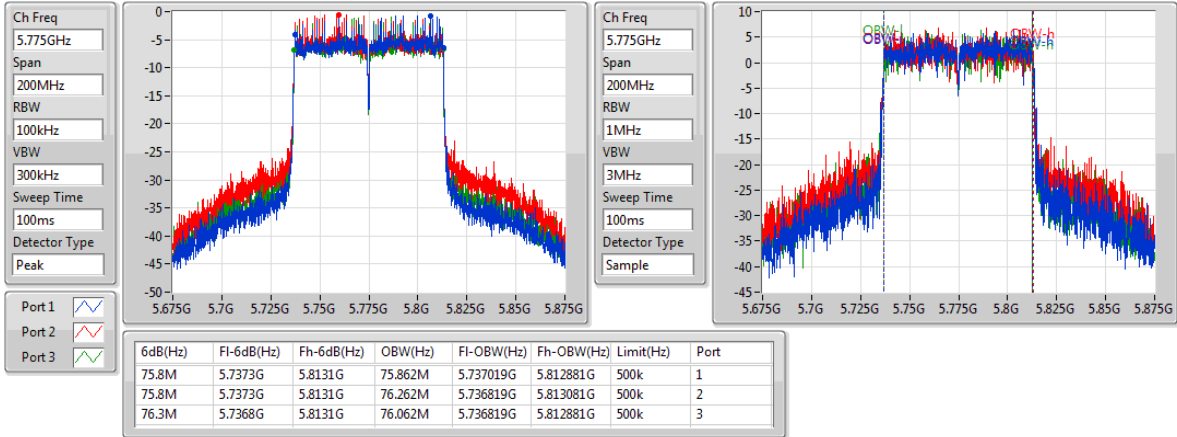 Ch Freq
5.775GHz
Span
200MHz
RBW
100kHz
VBW
300kHz
Sweep Time
100ms
Detector Type
Peak
0
-5
-10
-15
-20
-25
-30
-35
-40
-45
-50
5.675G 5.7G 5.725G 5.75G 5.775G 5.8G 5.825G 5.85G 5.875G
Ch Freq
5.775GHz
Span
200MHz
RBW
1MHz
VBW
3MHz
Sweep Time
100ms
Detector Type
Sample
10
5
0
-5
-10
-15
-20
-25
-30
-35
-40
-45
OBW-l
OBW-h
5.675G 5.7G 5.725G 5.75G 5.775G 5.8G 5.825G 5.85G 5.875G
Port 1
Port 2
Port 3
6dB(Hz) Fl-6dB(Hz) Fh-6dB(Hz) OBW(Hz) Fl-OBW(Hz) Fh-OBW(Hz) Limit(Hz) Port
75.8M 5.7373G 5.8131G 75.862M 5.737019G 5.812881G 500k 1
75.8M 5.7373G 5.8131G 76.262M 5.736819G 5.813081G 500k 2
76.3M 5.7368G 5.8131G 76.062M 5.736819G 5.812881G 500k 3